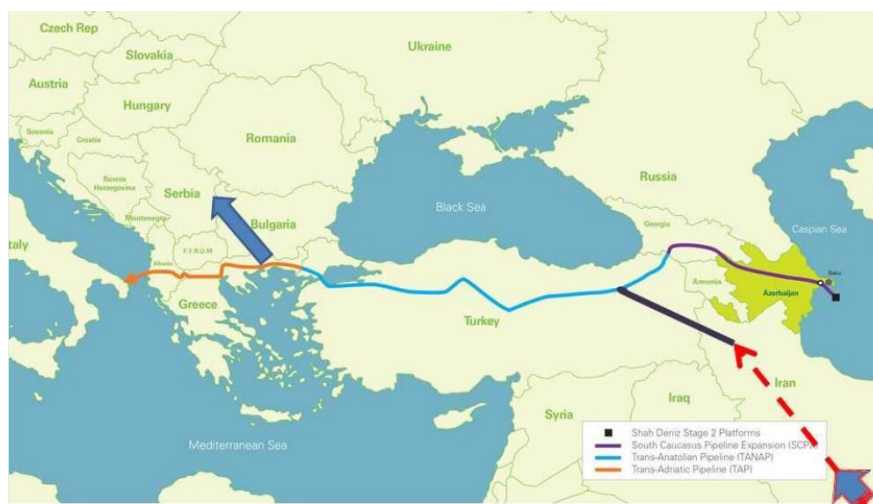 Czech Rep
Ukraine
Slovakia
Austria
Hungary
Slovenia
Croatia
Romania
Russia
Bosnia
Herzegovina
Serbia
Black Sea
Caspian Sea
Montenegro
Bulgaria
Georgia
Italy
F.Y.R.O.M
Albania
Baku
Armenia
Azerbaijan
Greece
Turkey
Iran
Iraq
Syria
Mediterranean Sea
Shah Deniz Stage 2 Platforms
South Caucasus Pipeline Expansion (SCPX)
Trans-Anatolian Pipeline (TANAP)
Trans-Adriatic Pipeline (TAP)